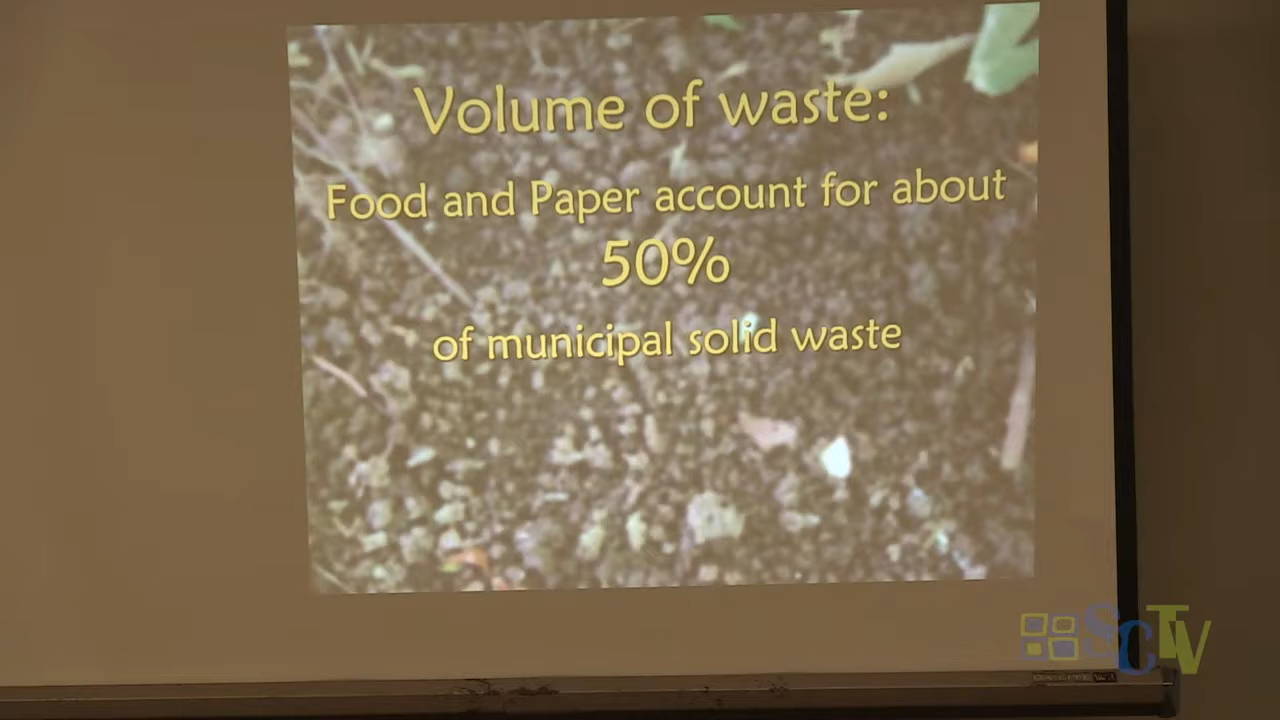 Volume of waste:
Food and Paper account for about
50%
of municipal solid waste
SCTV